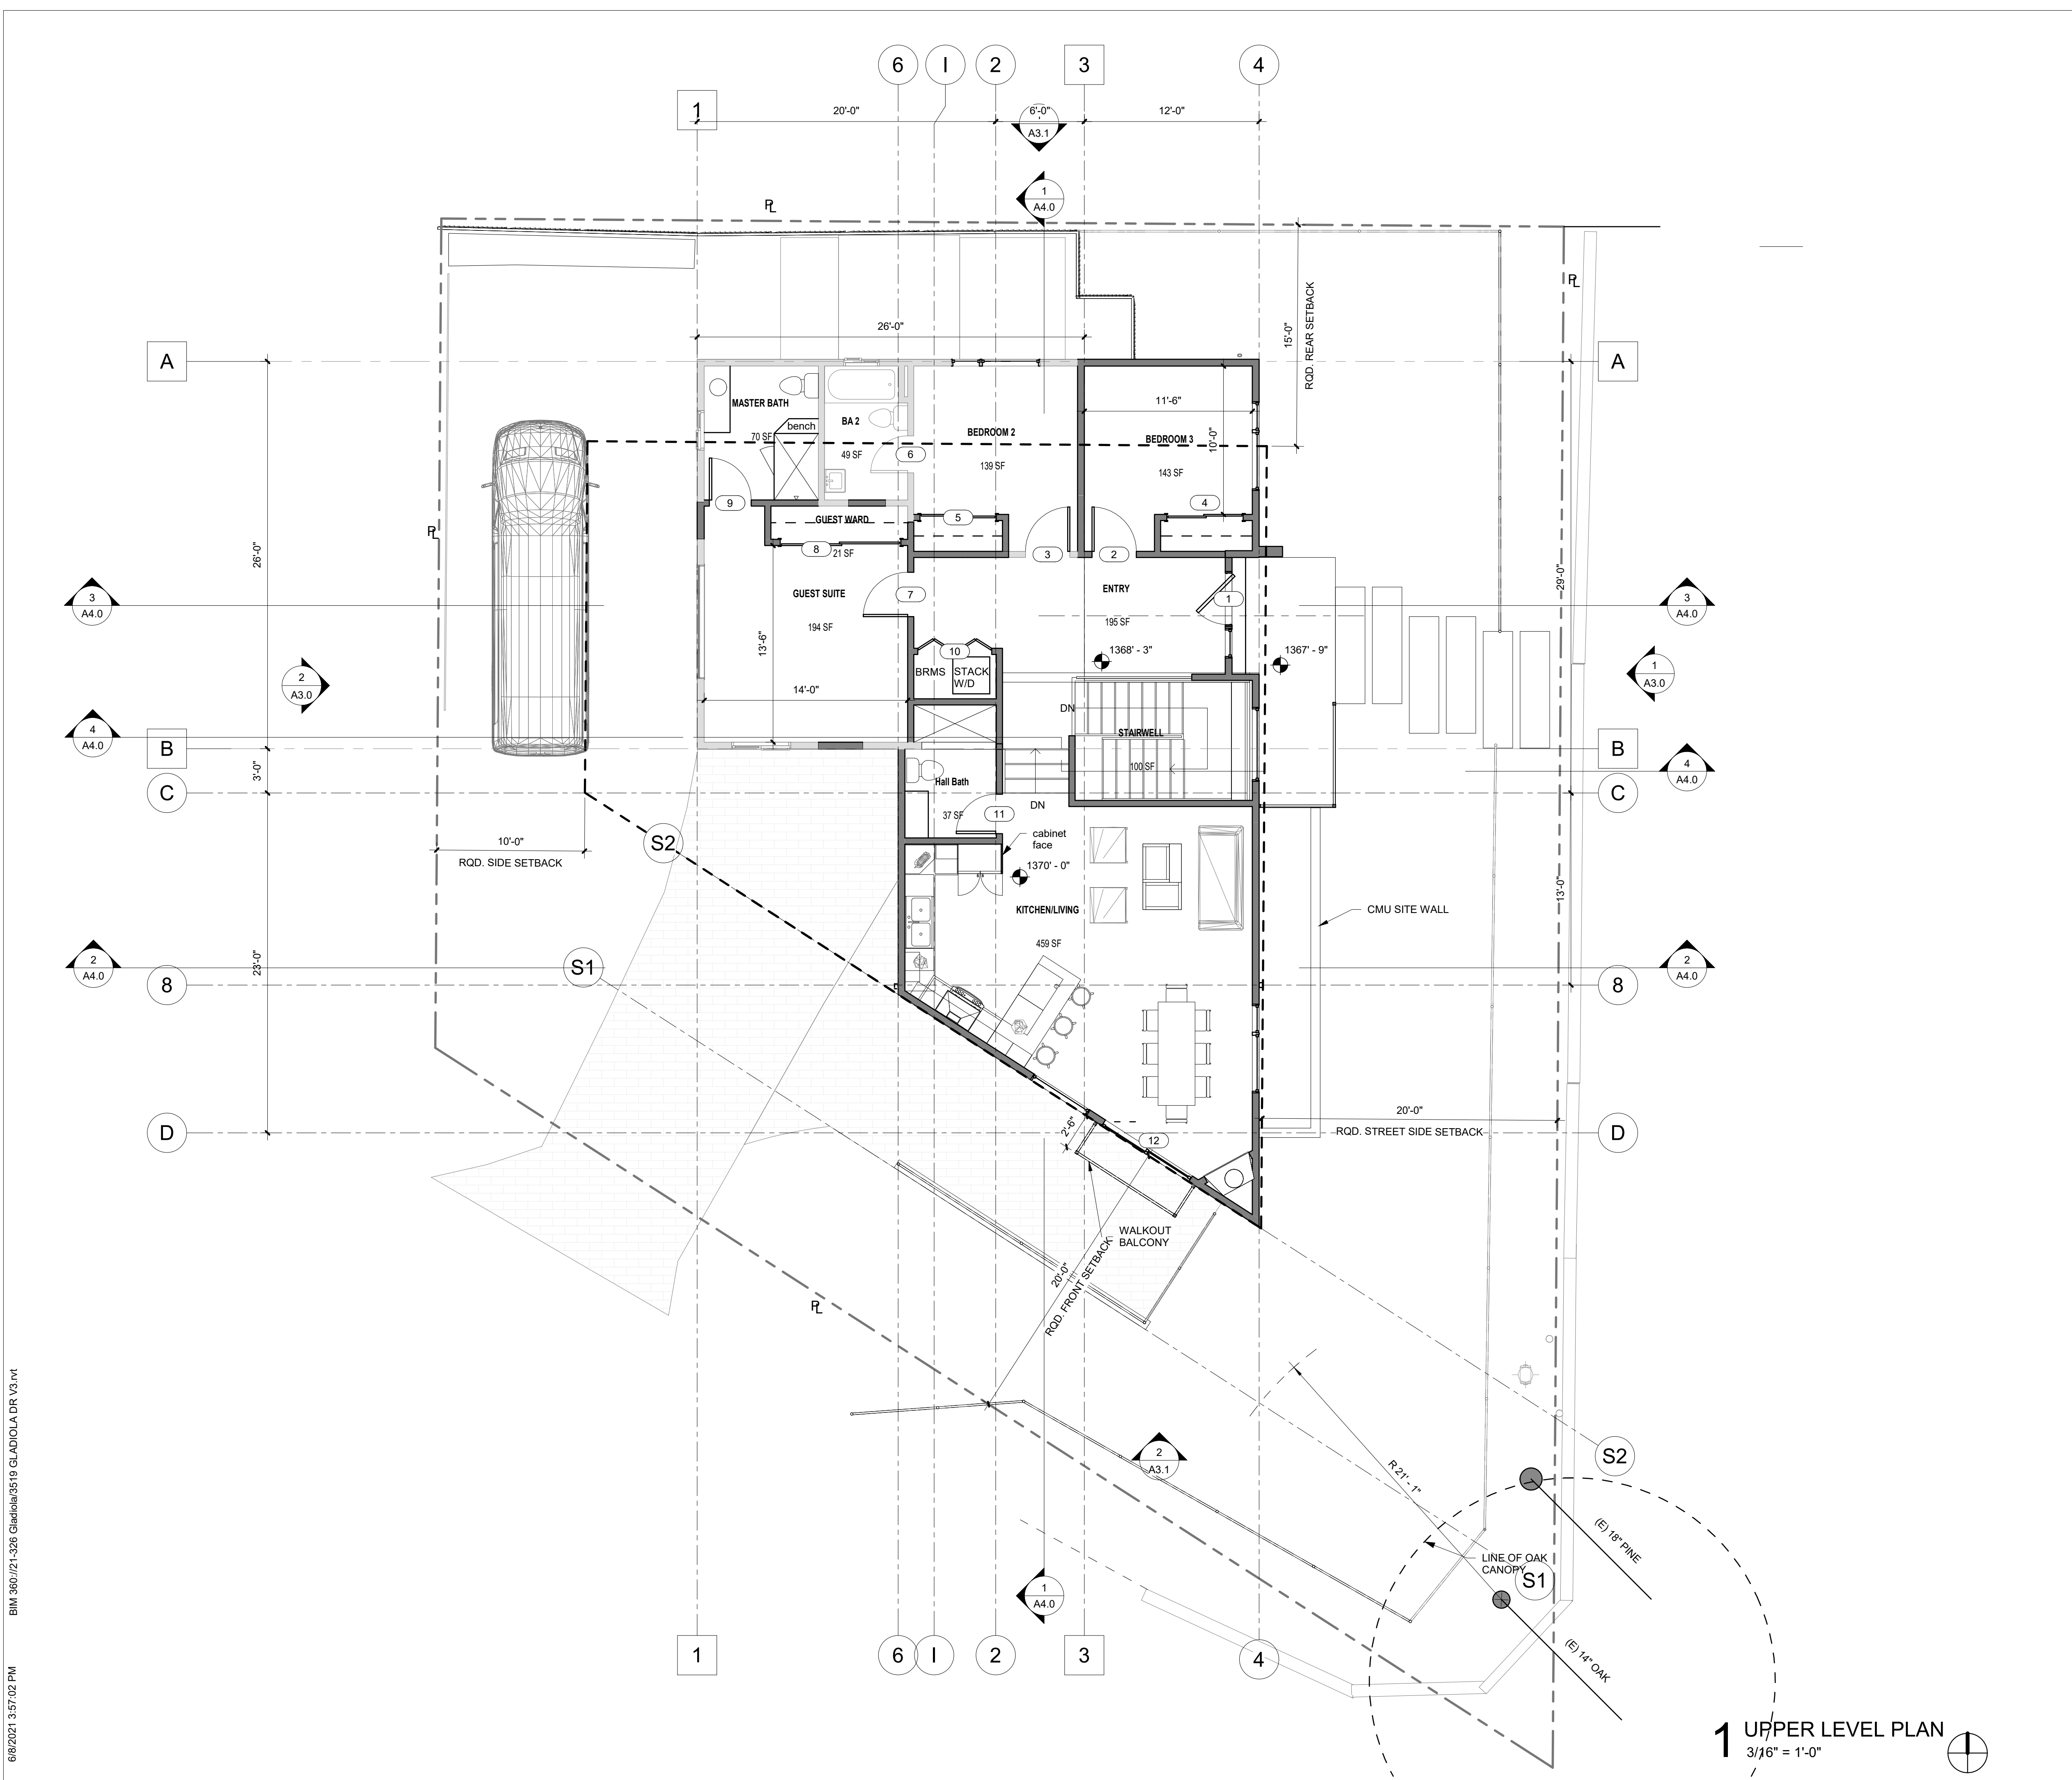 6 I 2 3 4
1
20'-0" 6'-0" 12'-0"
A3.1
1
A4.0
PL
PL
26'-0"
15'-0"
RQD. REAR SETBACK
A A
MASTER BATH
70 SF
bench
BA 2
49 SF
6
BEDROOM 2
139 SF
11'-6"
BEDROOM 3
143 SF
10'-0"
9
4
5
GUEST WARD
21 SF
8
3 2
PL
26'-0"
29'-0"
3
A4.0
3
A4.0
GUEST SUITE
194 SF
7
ENTRY
195 SF
1
13'-6"
14'-0"
10
BRMS
STACK
W/D
1368' - 3"
1367' - 9"
2
A3.0
1
A3.0
DN
STAIRWELL
100 SF
DN
4
A4.0
4
A4.0
B B
3'-0"
C C
Hall Bath
37 SF
11
cabinet
face
1370' - 0"
10'-0"
RQD. SIDE SETBACK
S2
KITCHEN/LIVING
459 SF
CMU SITE WALL
13'-0"
23'-0"
2
A4.0
2
A4.0
S1
8 8
20'-0"
RQD. STREET SIDE SETBACK
D D
2'-6"
12
WALKOUT
BALCONY
20'-0"
RQD. FRONT SETBACK
PL
2
A3.1
R 21' - 1"
S2
(E) 18" PINE
LINE OF OAK
CANOPY
S1
(E) 14" OAK
1
A4.0
1 6 I 2 3 4
1 UPPER LEVEL PLAN
3/16" = 1'-0"
BIM 360://21-326 Gladiola/3519 GLADIOLA DR V3.rvt
6/8/2021 3:57:02 PM